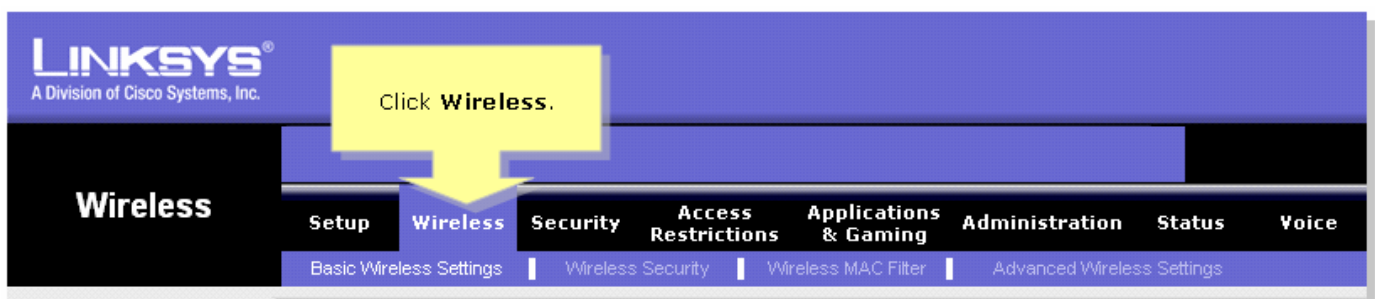 LINKSYS®
A Division of Cisco Systems, Inc.
Click Wireless.
Wireless
Setup Wireless Security Access Restrictions Applications & Gaming Administration Status Voice
Basic Wireless Settings Wireless Security Wireless MAC Filter Advanced Wireless Settings